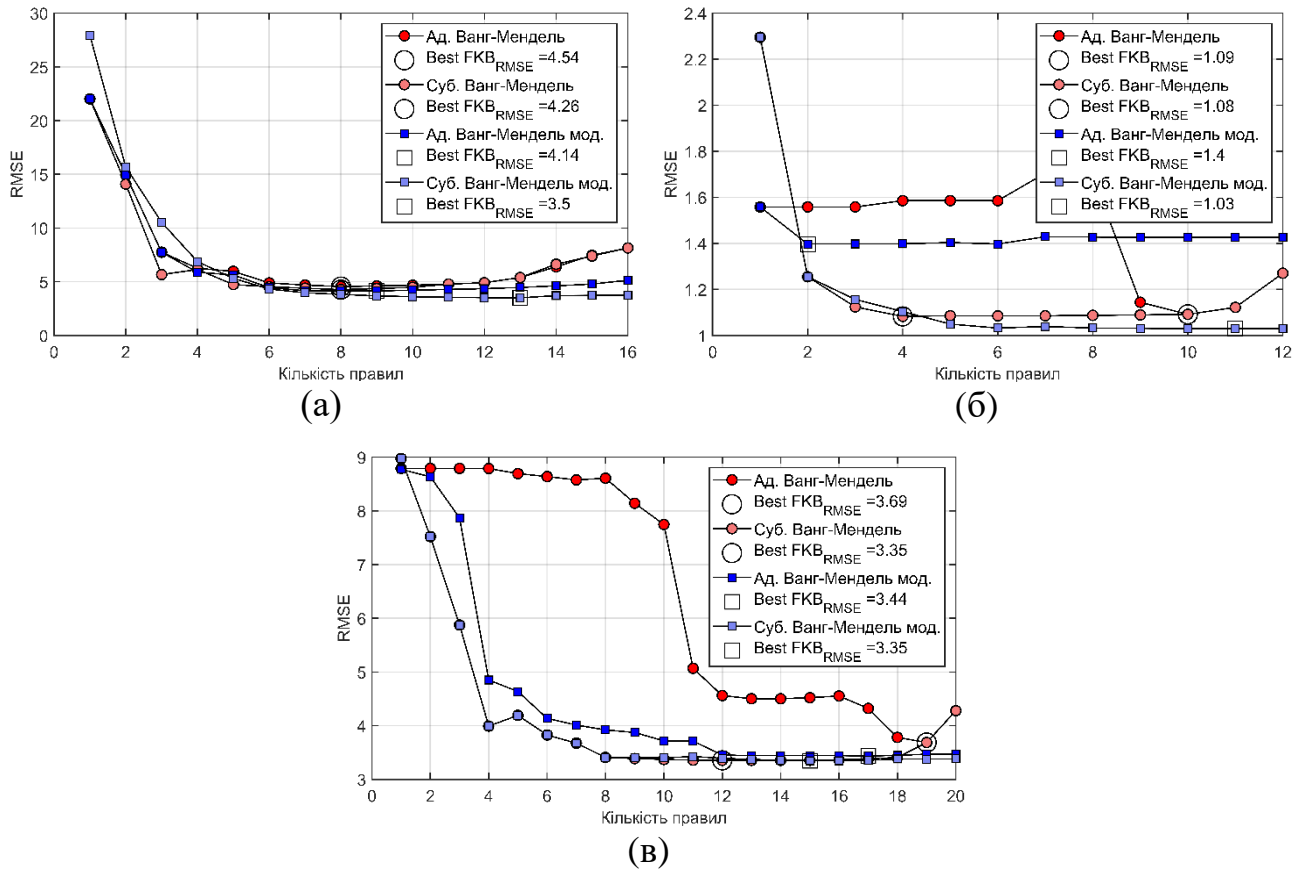 30
25
20
15
10
5
0
RMSE
0 2 4 6 8 10 12 14 16
Кількість правил
Ад. Ванг-Мендель
Best FKB_RMSE =4.54
Суб. Ванг-Мендель
Best FKB_RMSE =4.26
Ад. Ванг-Мендель мод.
Best FKB_RMSE =4.14
Суб. Ванг-Мендель мод.
Best FKB_RMSE =3.5
(а)
2.4
2.2
2
1.8
1.6
1.4
1.2
1
RMSE
0 2 4 6 8 10 12
Кількість правил
Ад. Ванг-Мендель
Best FKB_RMSE =1.09
Суб. Ванг-Мендель
Best FKB_RMSE =1.08
Ад. Ванг-Мендель мод.
Best FKB_RMSE =1.4
Суб. Ванг-Мендель мод.
Best FKB_RMSE =1.03
(б)
9
8
7
6
5
4
3
RMSE
0 2 4 6 8 10 12 14 16 18 20
Кількість правил
Ад. Ванг-Мендель
Best FKB_RMSE =3.69
Суб. Ванг-Мендель
Best FKB_RMSE =3.35
Ад. Ванг-Мендель мод.
Best FKB_RMSE =3.44
Суб. Ванг-Мендель мод.
Best FKB_RMSE =3.35
(в)